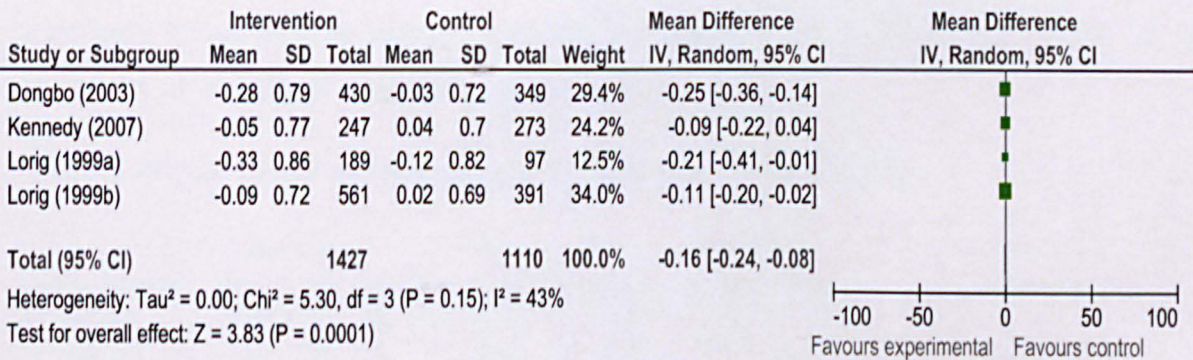 Intervention Control Mean Difference Mean Difference
Study or Subgroup Mean SD Total Mean SD Total Weight IV, Random, 95% CI IV, Random, 95% CI
Dongbo (2003) -0.28 0.79 430 -0.03 0.72 349 29.4% -0.25 [-0.36, -0.14]
Kennedy (2007) -0.05 0.77 247 0.04 0.7 273 24.2% -0.09 [-0.22, 0.04]
Lorig (1999a) -0.33 0.86 189 -0.12 0.82 97 12.5% -0.21 [-0.41, -0.01]
Lorig (1999b) -0.09 0.72 561 0.02 0.69 391 34.0% -0.11 [-0.20, -0.02]
Total (95% CI) 1427 1110 100.0% -0.16 [-0.24, -0.08]
Heterogeneity: Tau² = 0.00; Chi² = 5.30, df = 3 (P = 0.15); I² = 43%
Test for overall effect: Z = 3.83 (P = 0.0001)
-100 -50 0 50 100
Favours experimental Favours control